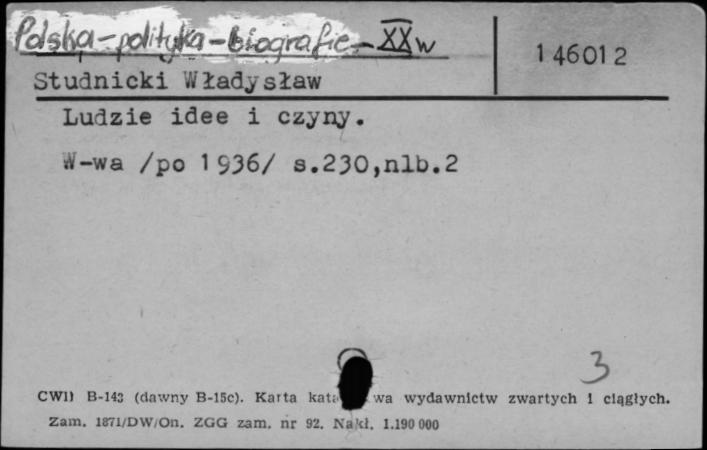 Polska-polityka-biografie-XXw
146012
Studnicki Władysław
Ludzie idee i czyny.
W-wa /po 1936/ s.230,nlb.2
3
CWD B-143 (dawny B-15c). Karta kata wa wydawnictw zwartych i ciągłych.
Zam. 1871/DW/On. ZGG zam. nr 92. Nakł. 1.190 000